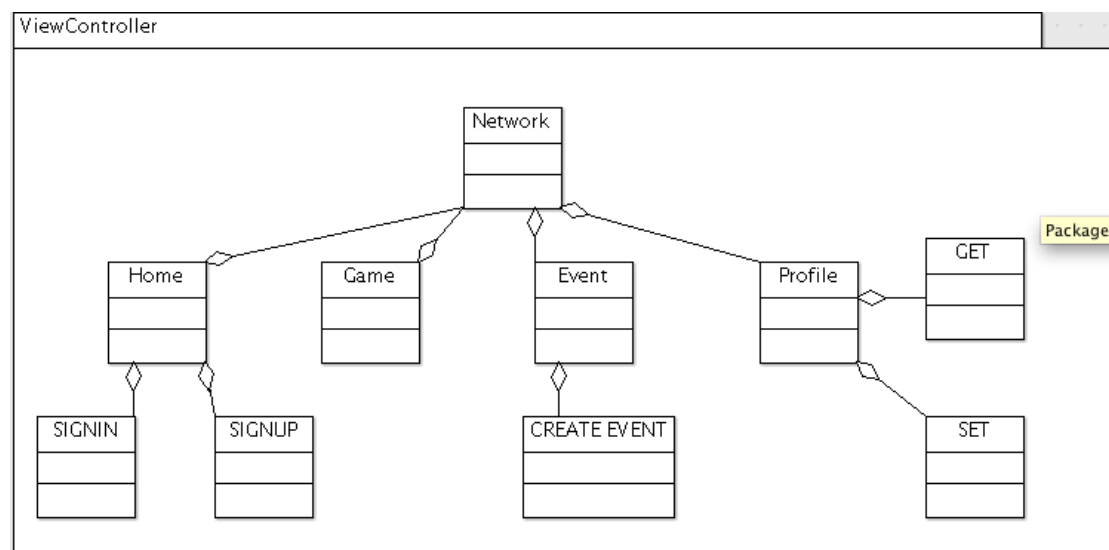 ViewController
Network
Package
Home
Game
Event
Profile
GET
SIGNIN
SIGNUP
CREATE EVENT
SET